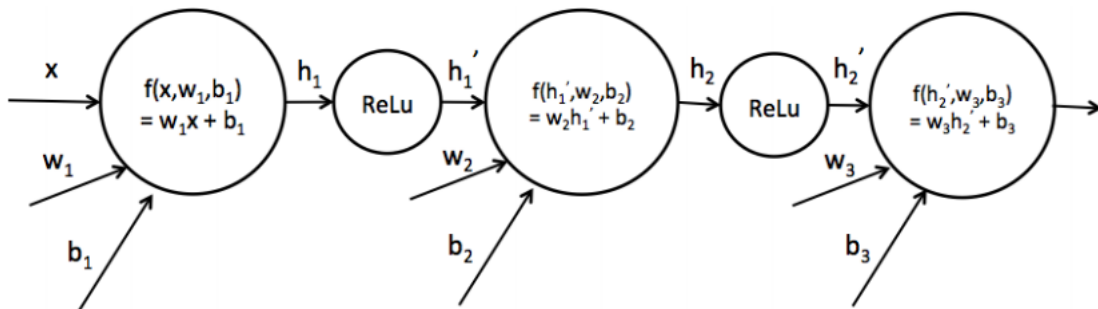 x
w₁
b₁
f(x,w₁,b₁)
= w₁x + b₁
h₁
ReLu
h₁′
w₂
b₂
f(h₁′,w₂,b₂)
= w₂h₁′ + b₂
h₂
ReLu
h₂′
w₃
b₃
f(h₂′,w₃,b₃)
= w₃h₂′ + b₃